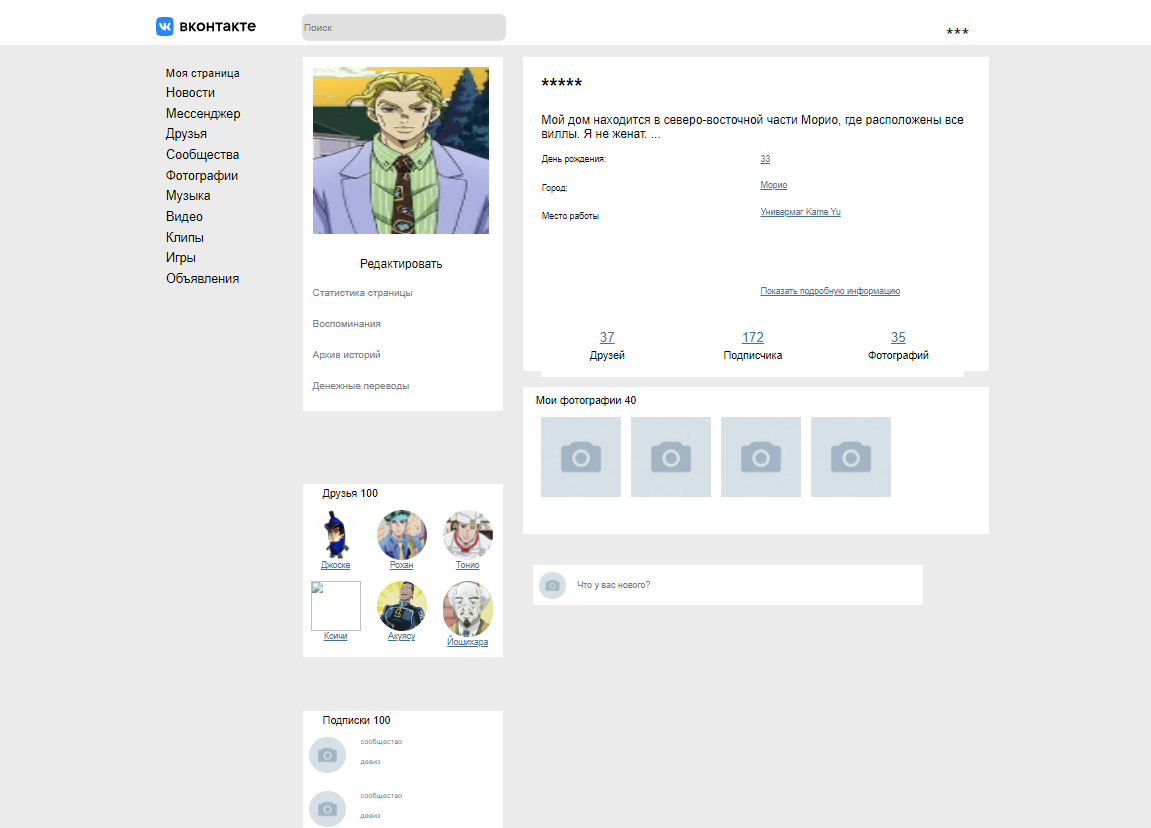 вконтакте
Поиск
***
Моя страница
Новости
Мессенджер
Друзья
Сообщества
Фотографии
Музыка
Видео
Клипы
Игры
Объявления
Редактировать
Статистика страницы
Воспоминания
Архив историй
Денежные переводы
*****
Мой дом находится в северо-восточной части Морио, где расположены все
виллы. Я не женат. ...
День рождения: 33
Город: Морио
Место работы Универмаг Kame Yu
Показать подробную информацию
37 172 35
Друзей Подписчика Фотографий
Мои фотографии 40
Друзья 100
Джоске Рохан Тонио
Коичи Акуясу Йошихара
Что у вас нового?
Подписки 100
сообщество
девиз
сообщество
девиз